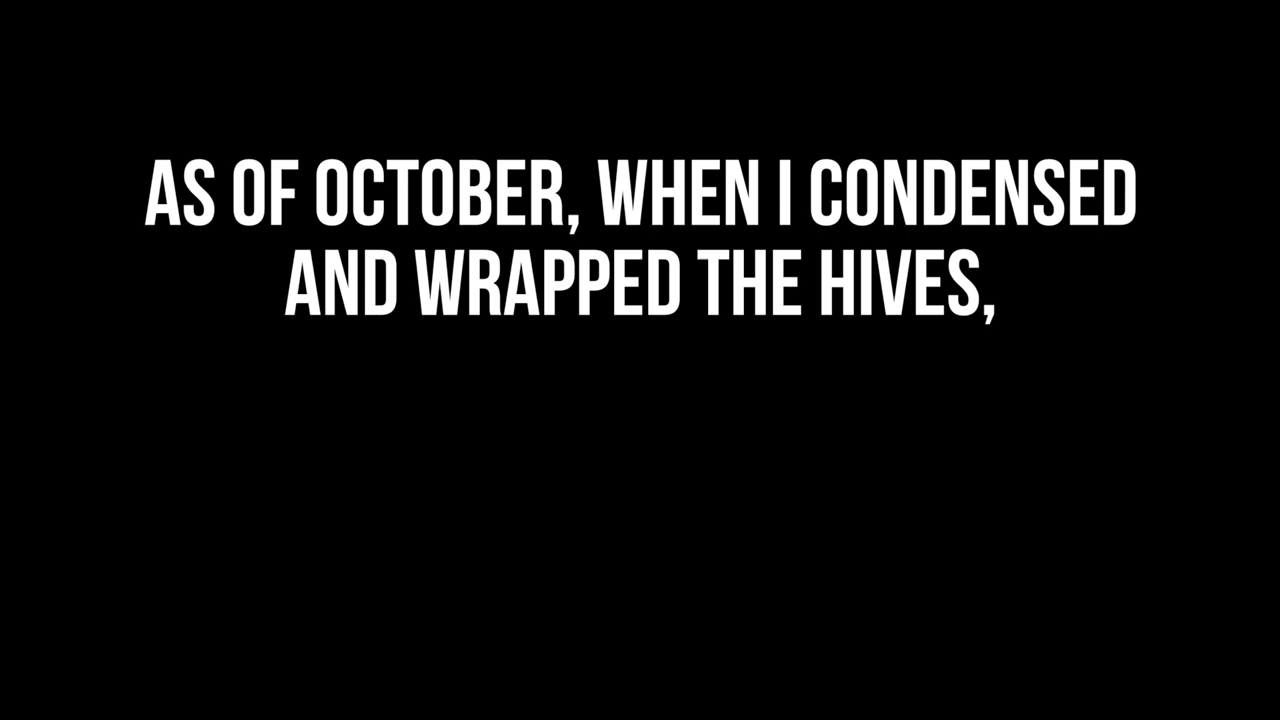 AS OF OCTOBER, WHEN I CONDENSED
AND WRAPPED THE HIVES,